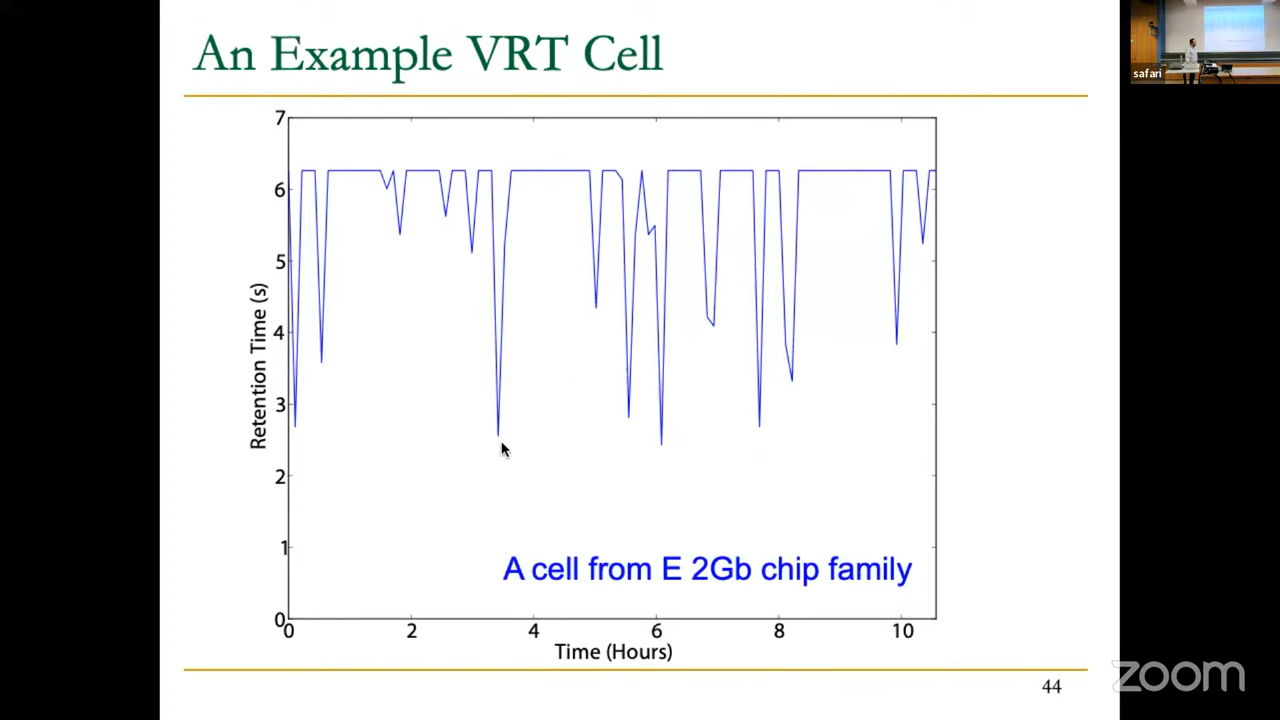 An Example VRT Cell
safari
7
6
5
4
3
2
1
0
Retention Time (s)
A cell from E 2Gb chip family
0 2 4 6 8 10
Time (Hours)
44
zoom